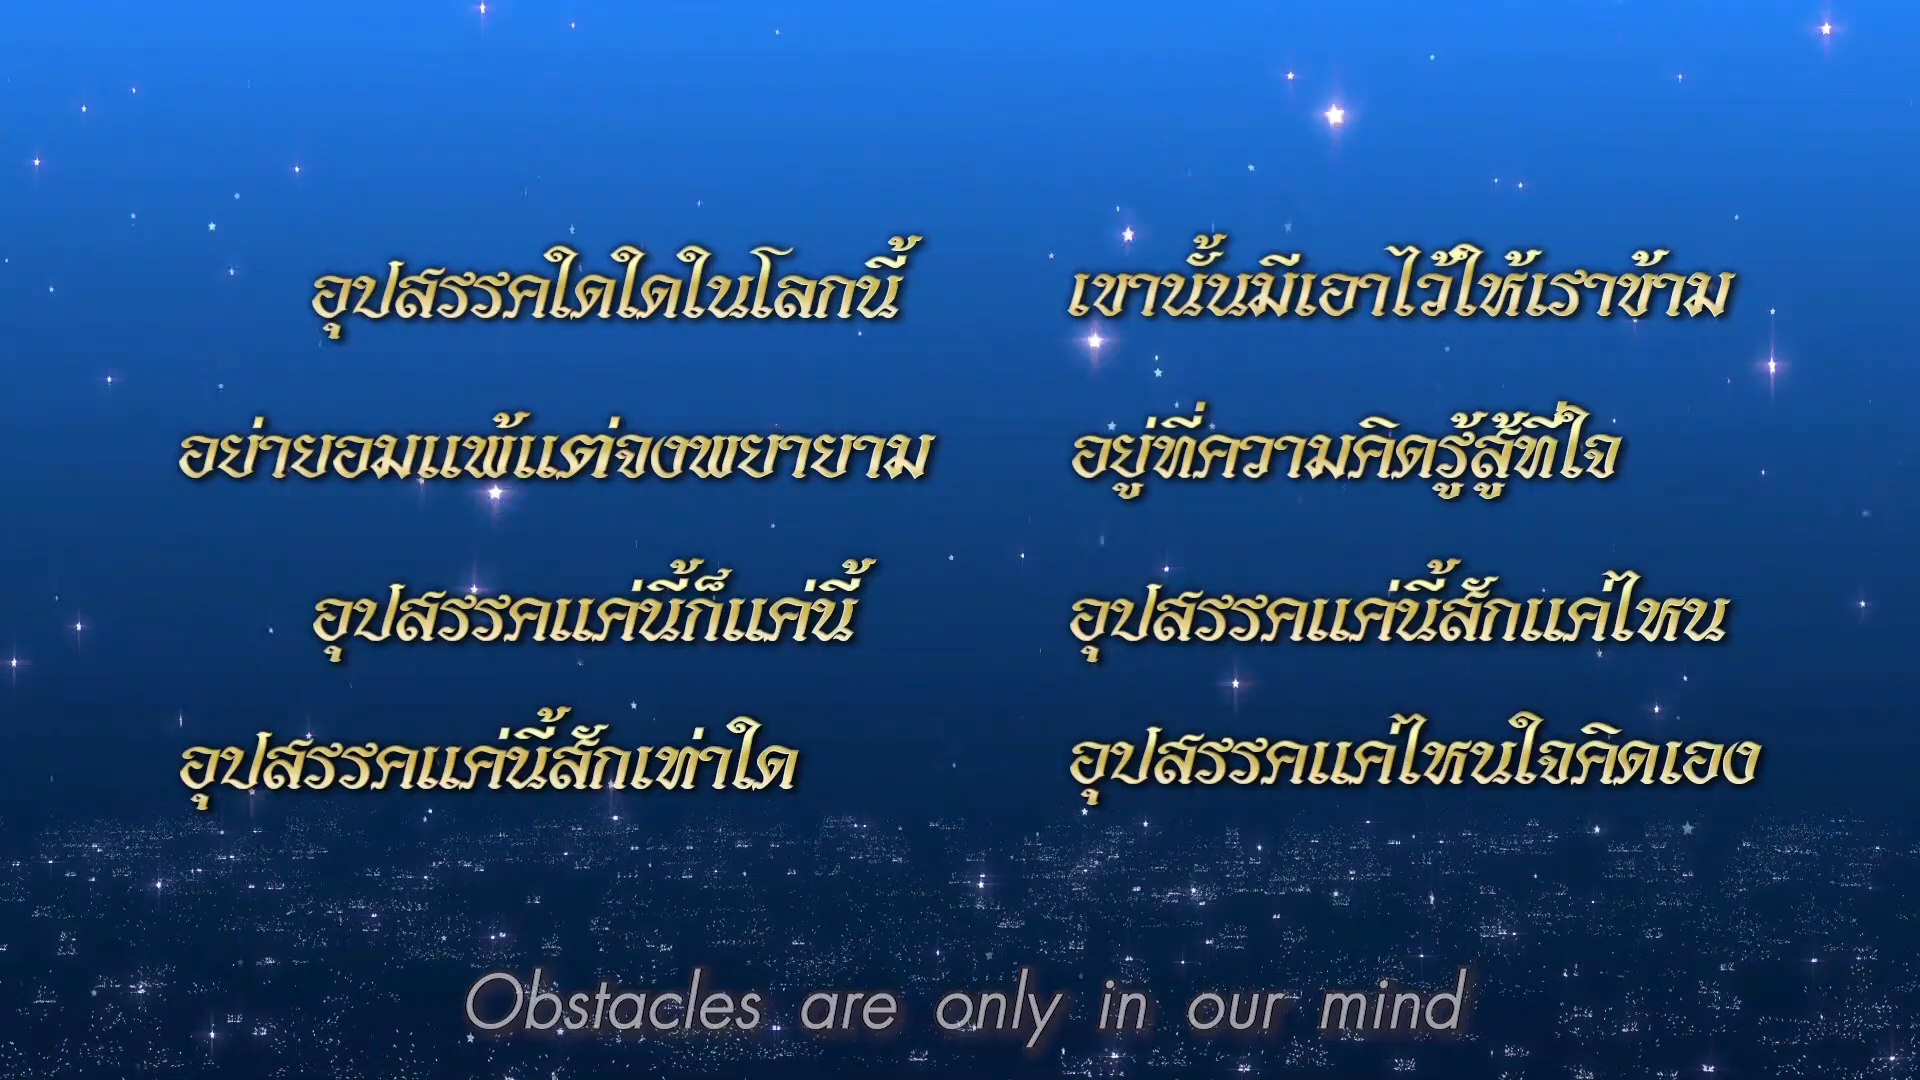 อุปสรรคใดใดในโลกนี้ เขานั้นมีเอาไว้ให้เราข้าม
อย่ายอมแพ้แต่จงพยายาม อยู่ที่ความคิดรู้สู้ที่ใจ
อุปสรรคแค่นี้ก็แค่นี้ อุปสรรคแค่นี้สักแค่ไหน
อุปสรรคแค่นี้สักเท่าใด อุปสรรคแค่ไหนใจคิดเอง
Obstacles are only in our mind